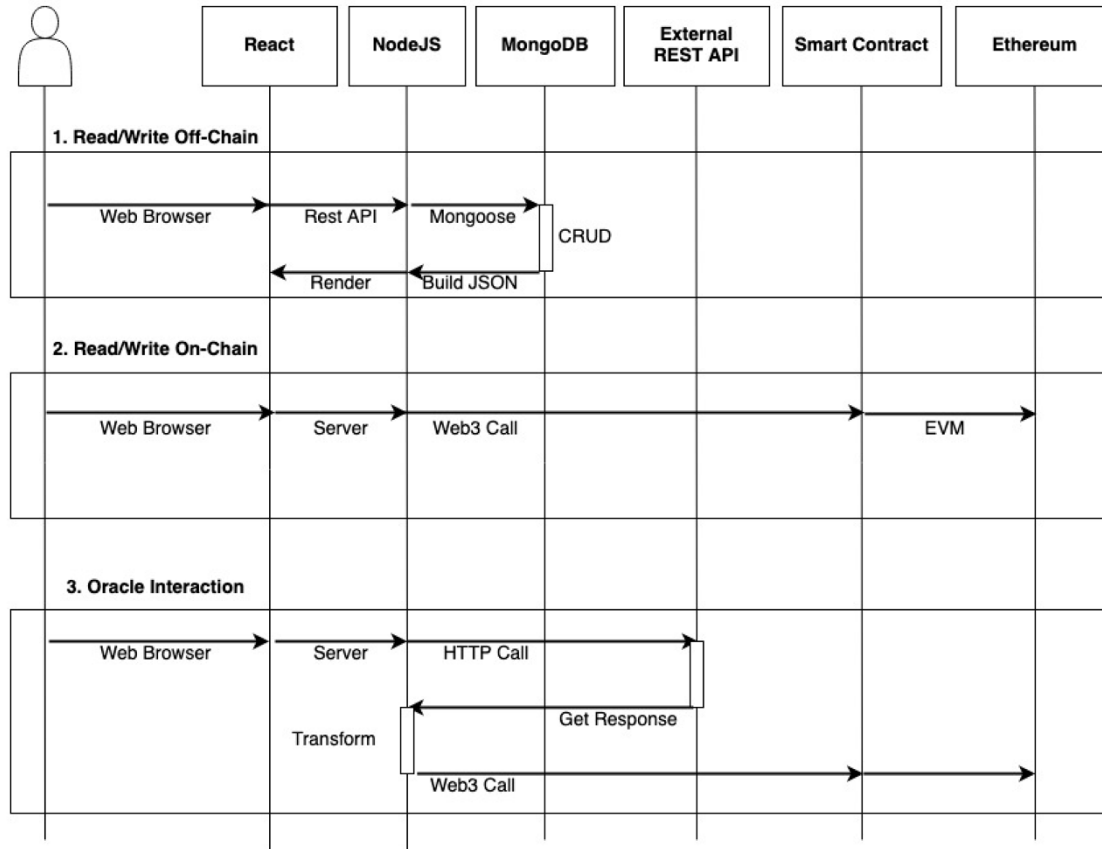 React
NodeJS
MongoDB
External
REST API
Smart Contract
Ethereum
1. Read/Write Off-Chain
Web Browser
Rest API
Mongoose
CRUD
Render
Build JSON
2. Read/Write On-Chain
Web Browser
Server
Web3 Call
EVM
3. Oracle Interaction
Web Browser
Server
HTTP Call
Get Response
Transform
Web3 Call